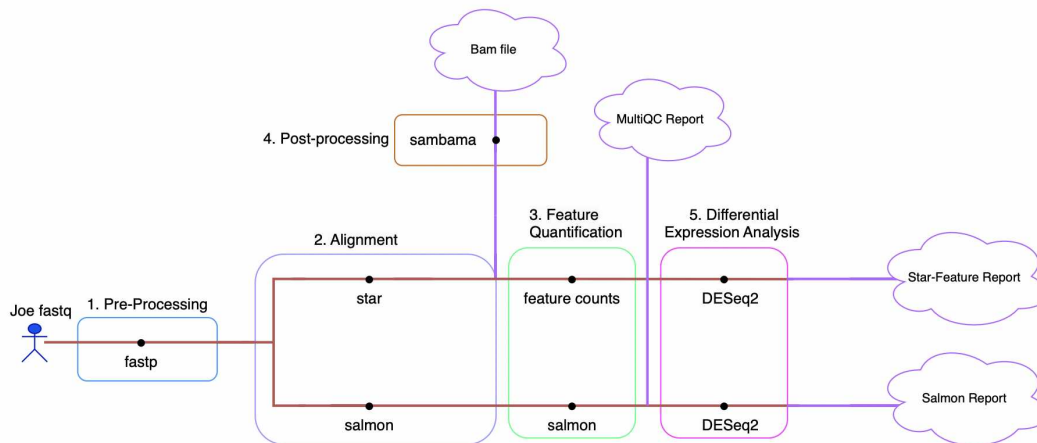 Bam file
MultiQC Report
4. Post-processing
sambama
3. Feature
Quantification
5. Differential
Expression Analysis
2. Alignment
Star-Feature Report
star
feature counts
DESeq2
1. Pre-Processing
Joe fastq
fastp
Salmon Report
salmon
salmon
DESeq2